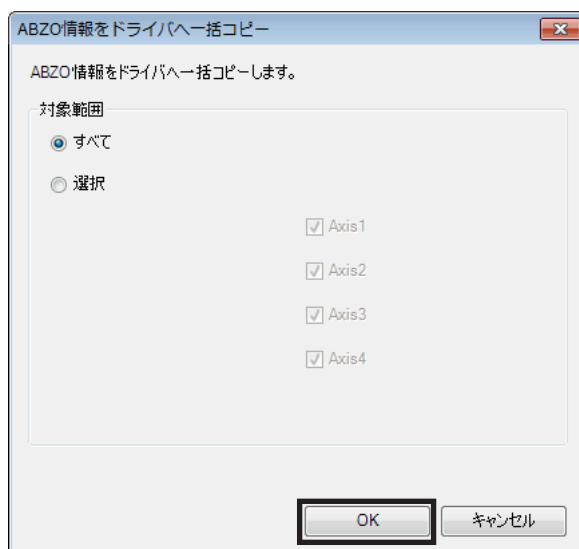 ABZO情報をドライバへ一括コピー
ABZO情報をドライバへ一括コピーします。
対象範囲
すべて
選択
Axis1
Axis2
Axis3
Axis4
OK
キャンセル